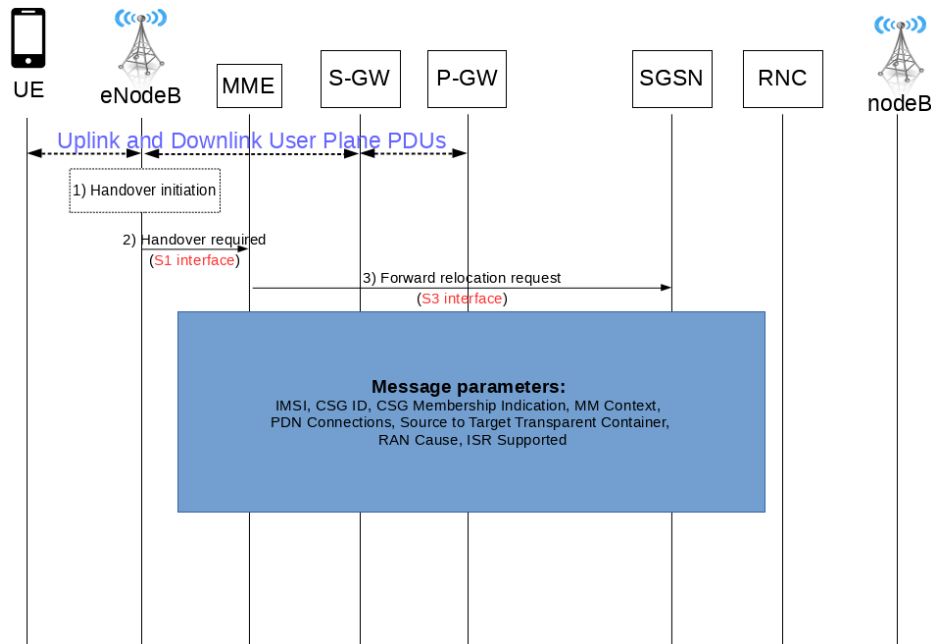 UE
eNodeB
MME
S-GW
P-GW
SGSN
RNC
nodeB
Uplink and Downlink User Plane PDUs
1) Handover initiation
2) Handover required
(S1 interface)
3) Forward relocation request
(S3 interface)
Message parameters:
IMSI, CSG ID, CSG Membership Indication, MM Context,
PDN Connections, Source to Target Transparent Container,
RAN Cause, ISR Supported